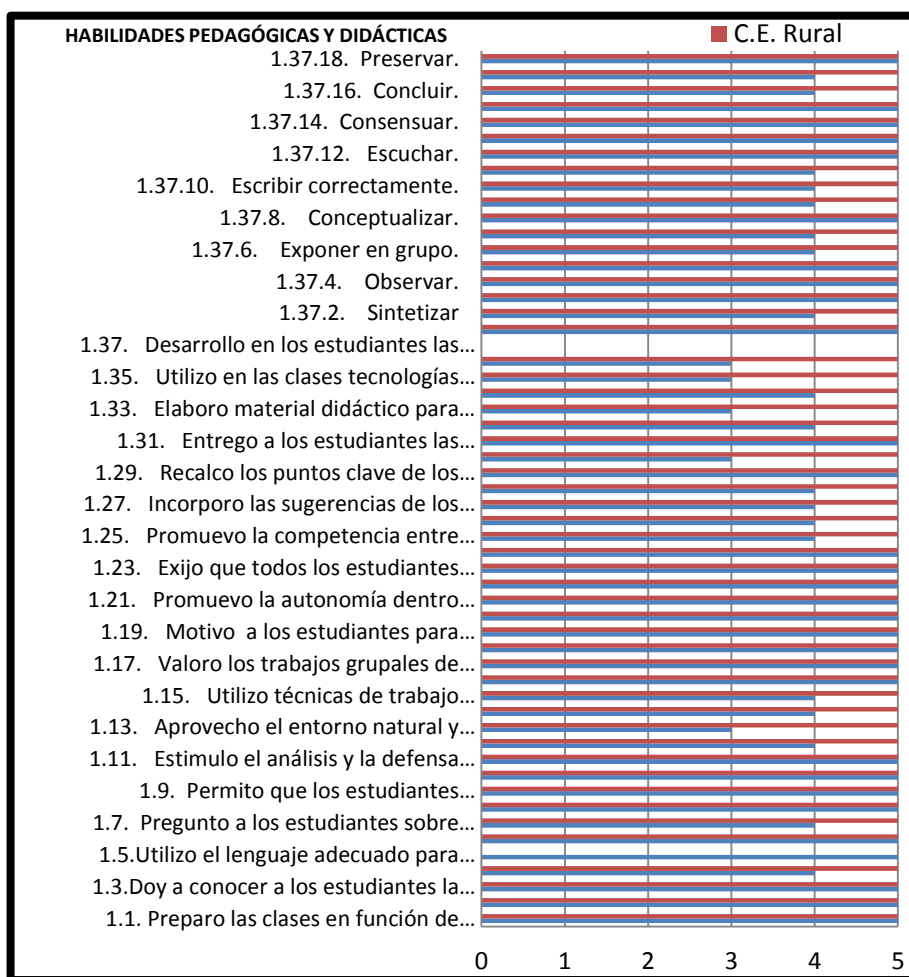 HABILIDADES PEDAGÓGICAS Y DIDÁCTICAS
C.E. Rural
1.37.18. Preservar.
1.37.16. Concluir.
1.37.14. Consensuar.
1.37.12. Escuchar.
1.37.10. Escribir correctamente.
1.37.8. Conceptualizar.
1.37.6. Exponer en grupo.
1.37.4. Observar.
1.37.2. Sintetizar
1.37. Desarrollo en los estudiantes las…
1.35. Utilizo en las clases tecnologías…
1.33. Elaboro material didáctico para…
1.31. Entrego a los estudiantes las…
1.29. Recalco los puntos clave de los…
1.27. Incorporo las sugerencias de los…
1.25. Promuevo la competencia entre…
1.23. Exijo que todos los estudiantes…
1.21. Promuevo la autonomía dentro…
1.19. Motivo a los estudiantes para…
1.17. Valoro los trabajos grupales de…
1.15. Utilizo técnicas de trabajo…
1.13. Aprovecho el entorno natural y…
1.11. Estimulo el análisis y la defensa…
1.9. Permito que los estudiantes…
1.7. Pregunto a los estudiantes sobre…
1.5.Utilizo el lenguaje adecuado para…
1.3.Doy a conocer a los estudiantes la…
1.1. Preparo las clases en función de…
0 1 2 3 4 5